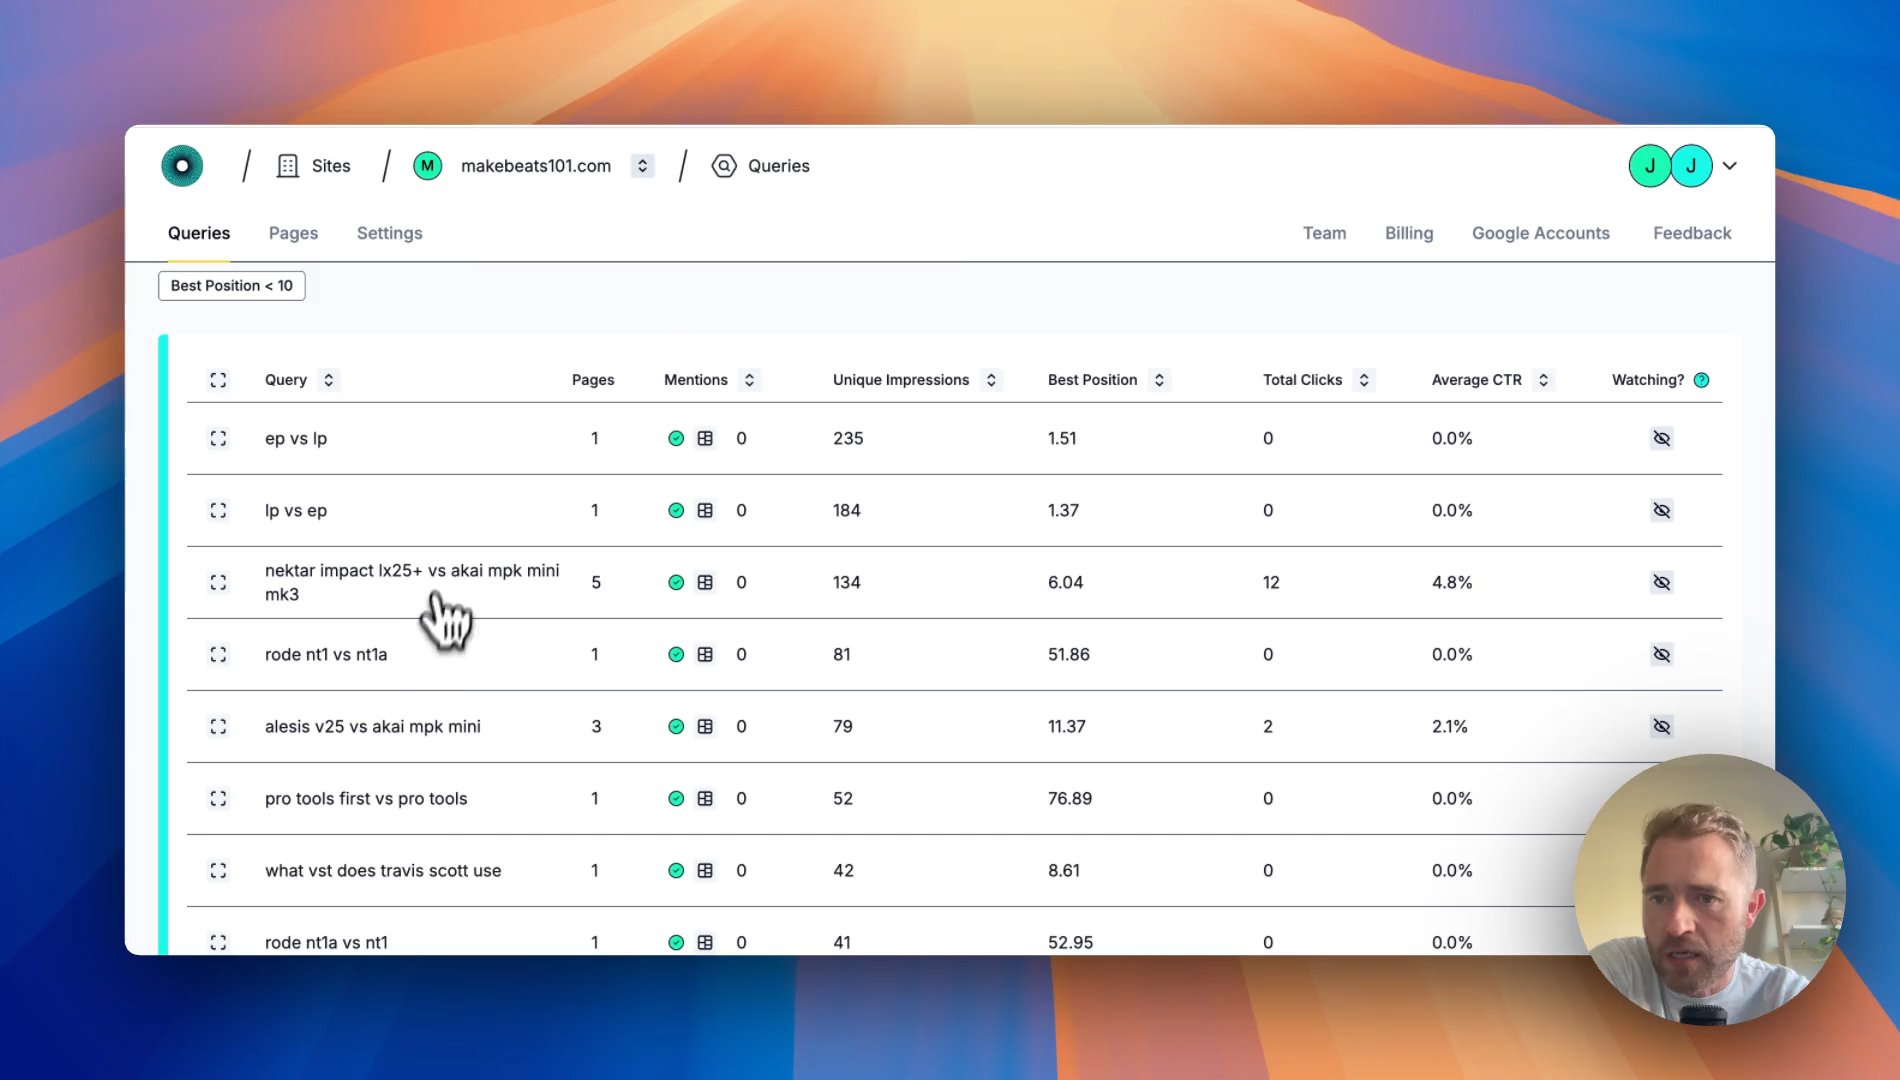 / Sites / M makebeats101.com / Queries J J
Queries Pages Settings Team Billing Google Accounts Feedback
Best Position < 10
Query Pages Mentions Unique Impressions Best Position Total Clicks Average CTR Watching? ?
ep vs lp 1 0 235 1.51 0 0.0%
lp vs ep 1 0 184 1.37 0 0.0%
nektar impact lx25+ vs akai mpk mini
mk3 5 0 134 6.04 12 4.8%
rode nt1 vs nt1a 1 0 81 51.86 0 0.0%
alesis v25 vs akai mpk mini 3 0 79 11.37 2 2.1%
pro tools first vs pro tools 1 0 52 76.89 0 0.0%
what vst does travis scott use 1 0 42 8.61 0 0.0%
rode nt1a vs nt1 1 0 41 52.95 0 0.0%